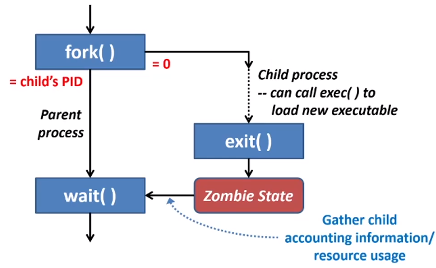 fork( )
= child's PID
= 0
Parent
process
Child process
-- can call exec( ) to
load new executable
exit( )
wait( )
Zombie State
Gather child
accounting information/
resource usage